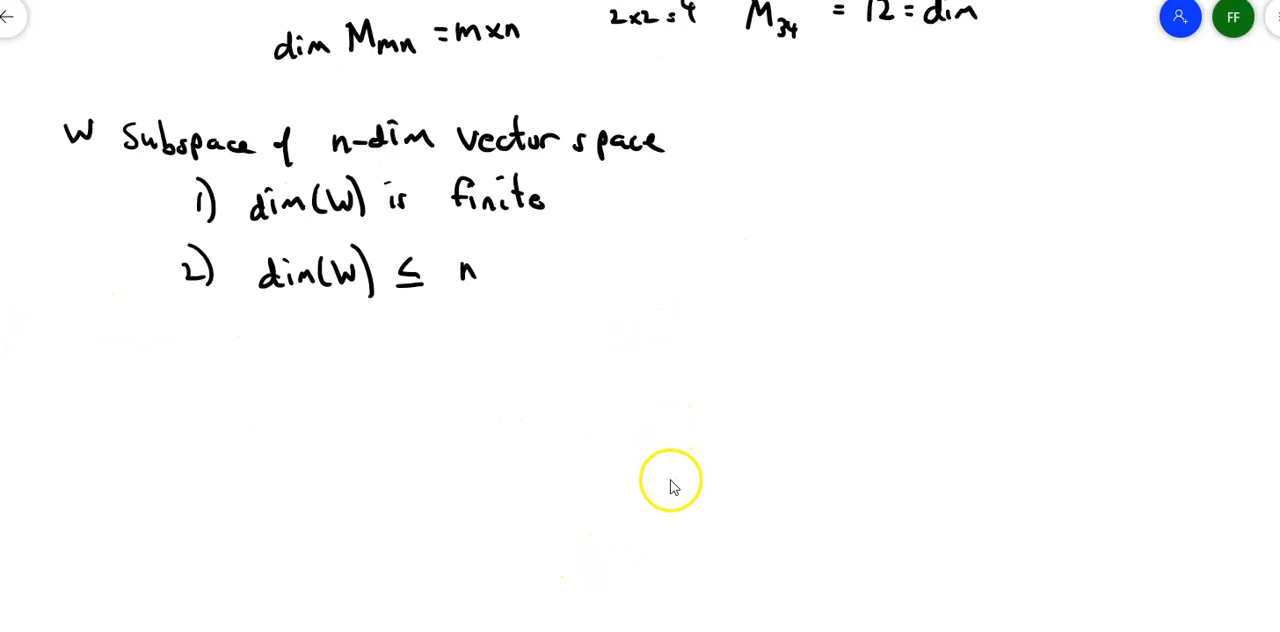 dim Mmn = m×n 2×2=4 M34 = 12 = dim
FF
W Subspace of n-dim vector space
1) dim(W) is finite
2) dim(W) ≤ n